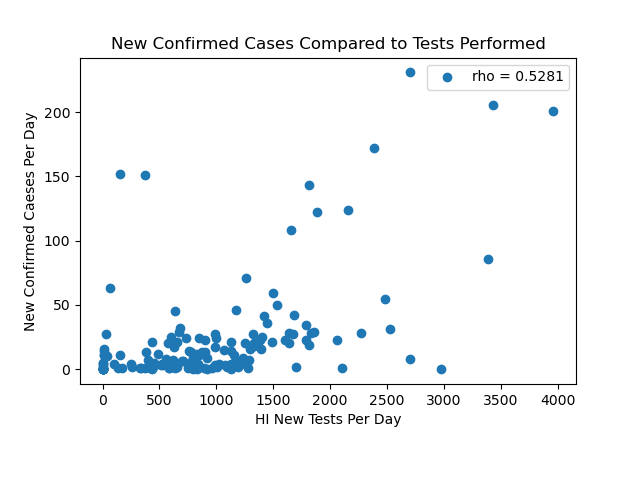 New Confirmed Cases Compared to Tests Performed
rho = 0.5281
200
150
100
50
0
New Confirmed Caeses Per Day
0 500 1000 1500 2000 2500 3000 3500 4000
HI New Tests Per Day